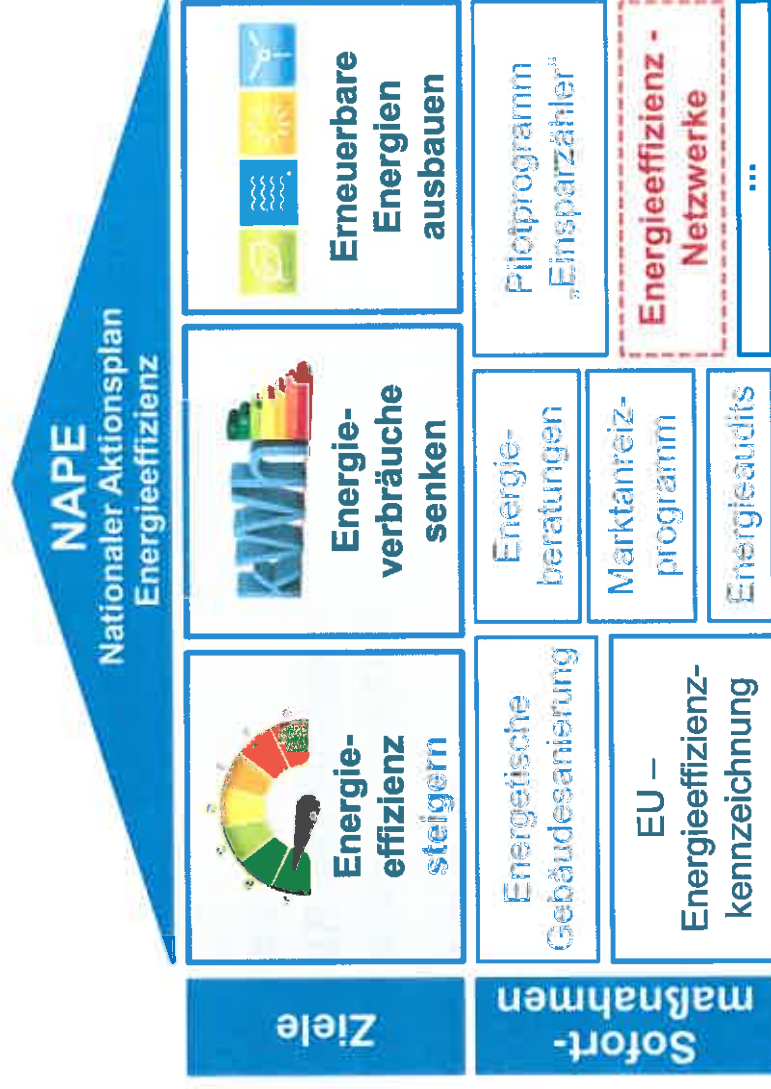 NAPE
Nationaler Aktionsplan
Energieeffizienz
Ziele
Energie-
effizienz
steigern
kWh
Energie-
verbräuche
senken
Erneuerbare
Energien
ausbauen
Sofort-
maßnahmen
Energetische
Gebäudesanierung
EU –
Energieeffizienz-
kennzeichnung
Energie-
beratungen
Marktanreiz-
programm
Energieaudits
Pilotprogramm
„Einsparzähler“
Energieeffizienz -
Netzwerke
...